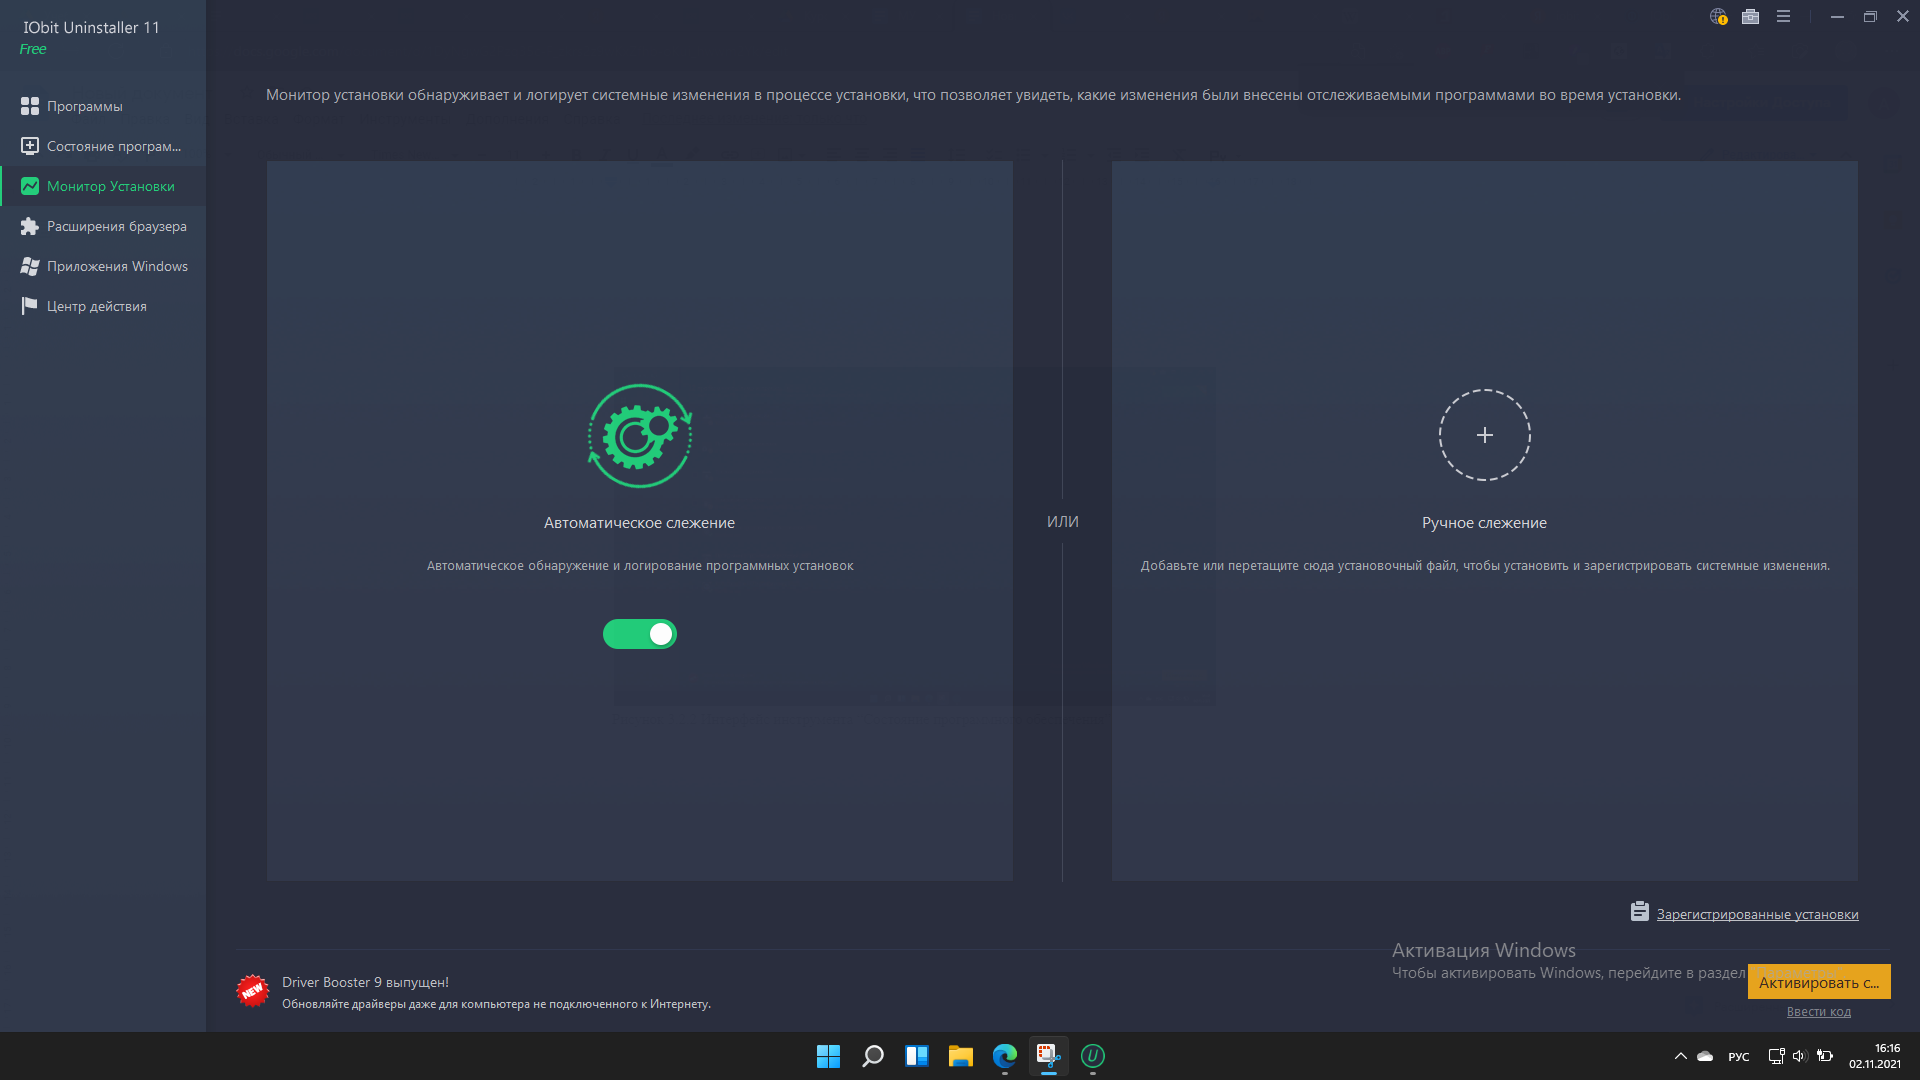 IObit Uninstaller 11
Free
Программы
Состояние програм...
Монитор Установки
Расширения браузера
Приложения Windows
Центр действия
Монитор установки обнаруживает и логирует системные изменения в процессе установки, что позволяет увидеть, какие изменения были внесены отслеживаемыми программами во время установки.
Автоматическое слежение
Автоматическое обнаружение и логирование программных установок
ИЛИ
+
Ручное слежение
Добавьте или перетащите сюда установочный файл, чтобы установить и зарегистрировать системные изменения.
Зарегистрированные установки
Активация Windows
Чтобы активировать Windows, перейдите в раздел
NEW
Driver Booster 9 выпущен!
Обновляйте драйверы даже для компьютера не подключенного к Интернету.
Активировать с...
Ввести код
U
РУС
16:16
02.11.2021